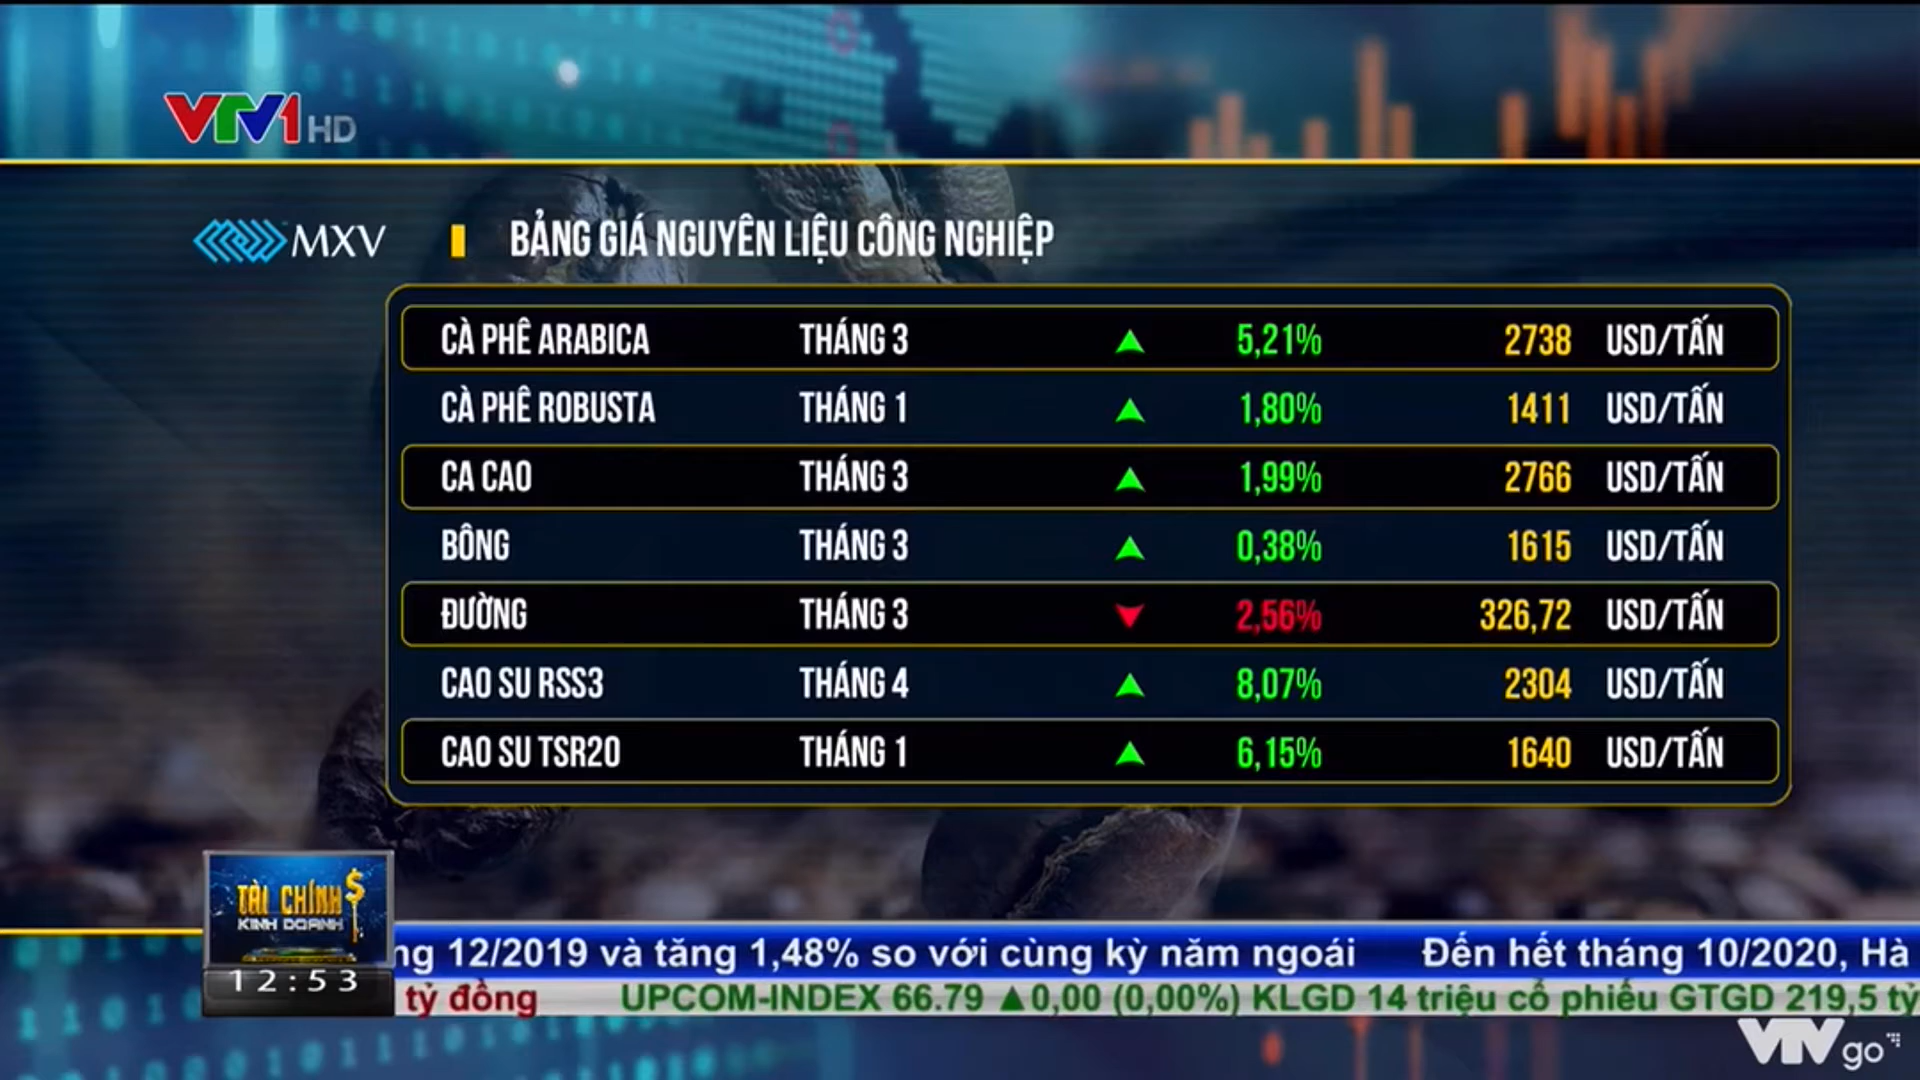 VTV1 HD
MXV BẢNG GIÁ NGUYÊN LIỆU CÔNG NGHIỆP
CÀ PHÊ ARABICA THÁNG 3 ▲ 5,21% 2738 USD/TẤN
CÀ PHÊ ROBUSTA THÁNG 1 ▲ 1,80% 1411 USD/TẤN
CA CAO THÁNG 3 ▲ 1,99% 2766 USD/TẤN
BÔNG THÁNG 3 ▲ 0,38% 1615 USD/TẤN
ĐƯỜNG THÁNG 3 ▼ 2,56% 326,72 USD/TẤN
CAO SU RSS3 THÁNG 4 ▲ 8,07% 2304 USD/TẤN
CAO SU TSR20 THÁNG 1 ▲ 6,15% 1640 USD/TẤN
TÀI CHÍNH $
KINH DOANH
ng 12/2019 và tăng 1,48% so với cùng kỳ năm ngoái Đến hết tháng 10/2020, Hà
12:53
tỷ đồng UPCOM-INDEX 66.79 ▲0,00 (0,00%) KLGD 14 triệu cổ phiếu GTGD 219,5 tỷ
VTV go